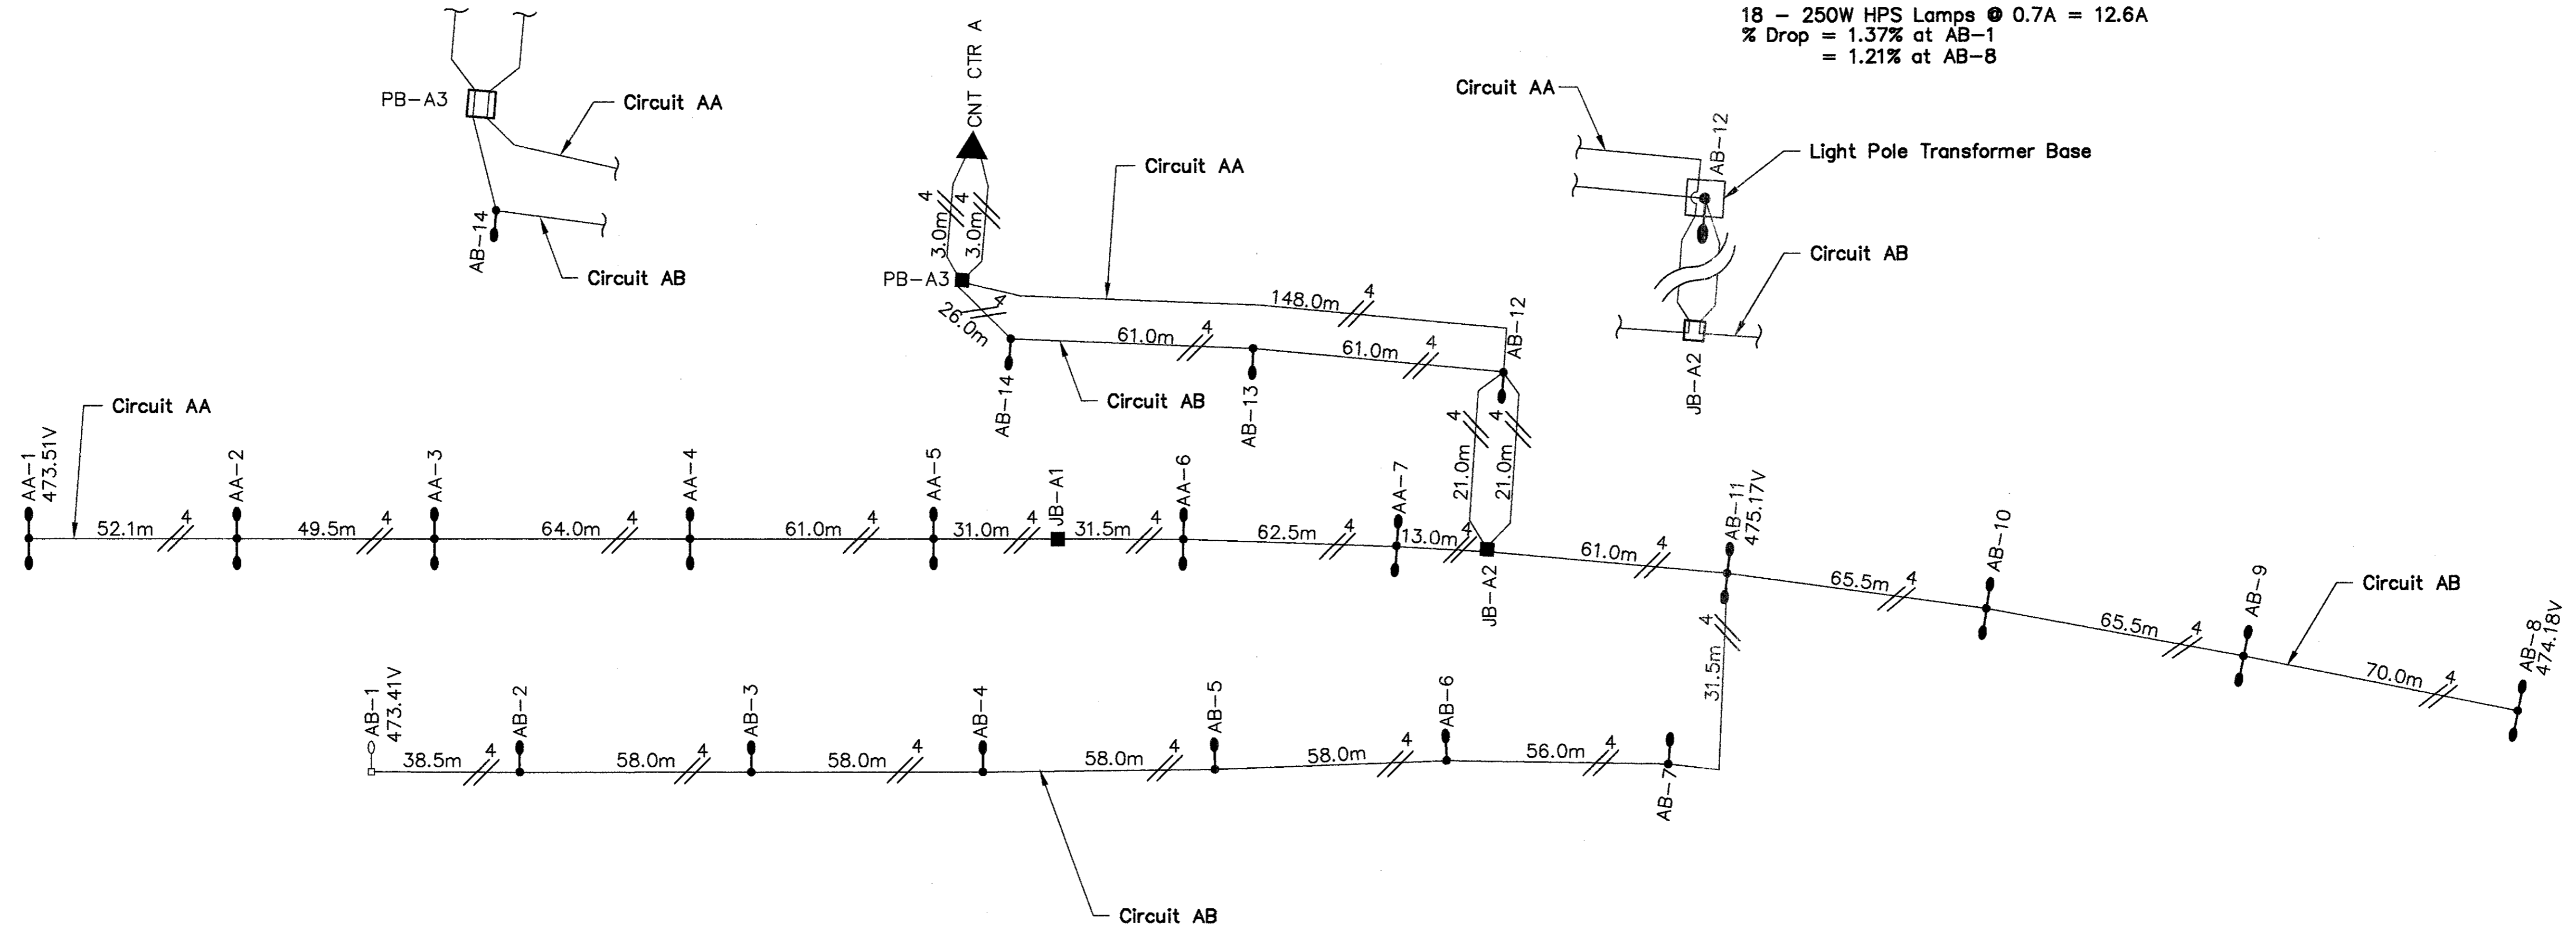 18 - 250W HPS Lamps @ 0.7A = 12.6A
% Drop = 1.37% at AB-1
= 1.21% at AB-8
PB-A3
Circuit AA
AB-14
Circuit AB
CNT CTR A
4
4
3.0m
3.0m
PB-A3
Circuit AA
148.0m
4
26.0m
4
61.0m
4
61.0m
4
AB-12
AB-14
Circuit AB
AB-13
Circuit AA
AB-12
Light Pole Transformer Base
Circuit AB
JB-A2
4
4
21.0m
21.0m
Circuit AA
AA-1
473.51V
52.1m
4
AA-2
49.5m
4
AA-3
64.0m
4
AA-4
61.0m
4
AA-5
31.0m
4
JB-A1
31.5m
4
AA-6
62.5m
4
AA-7
13.0m
4
JB-A2
61.0m
4
AB-11
475.17V
65.5m
4
AB-10
65.5m
4
AB-9
Circuit AB
70.0m
4
AB-8
474.18V
4
31.5m
AB-1
473.41V
38.5m
4
AB-2
58.0m
4
AB-3
58.0m
4
AB-4
58.0m
4
AB-5
58.0m
4
AB-6
56.0m
4
AB-7
Circuit AB